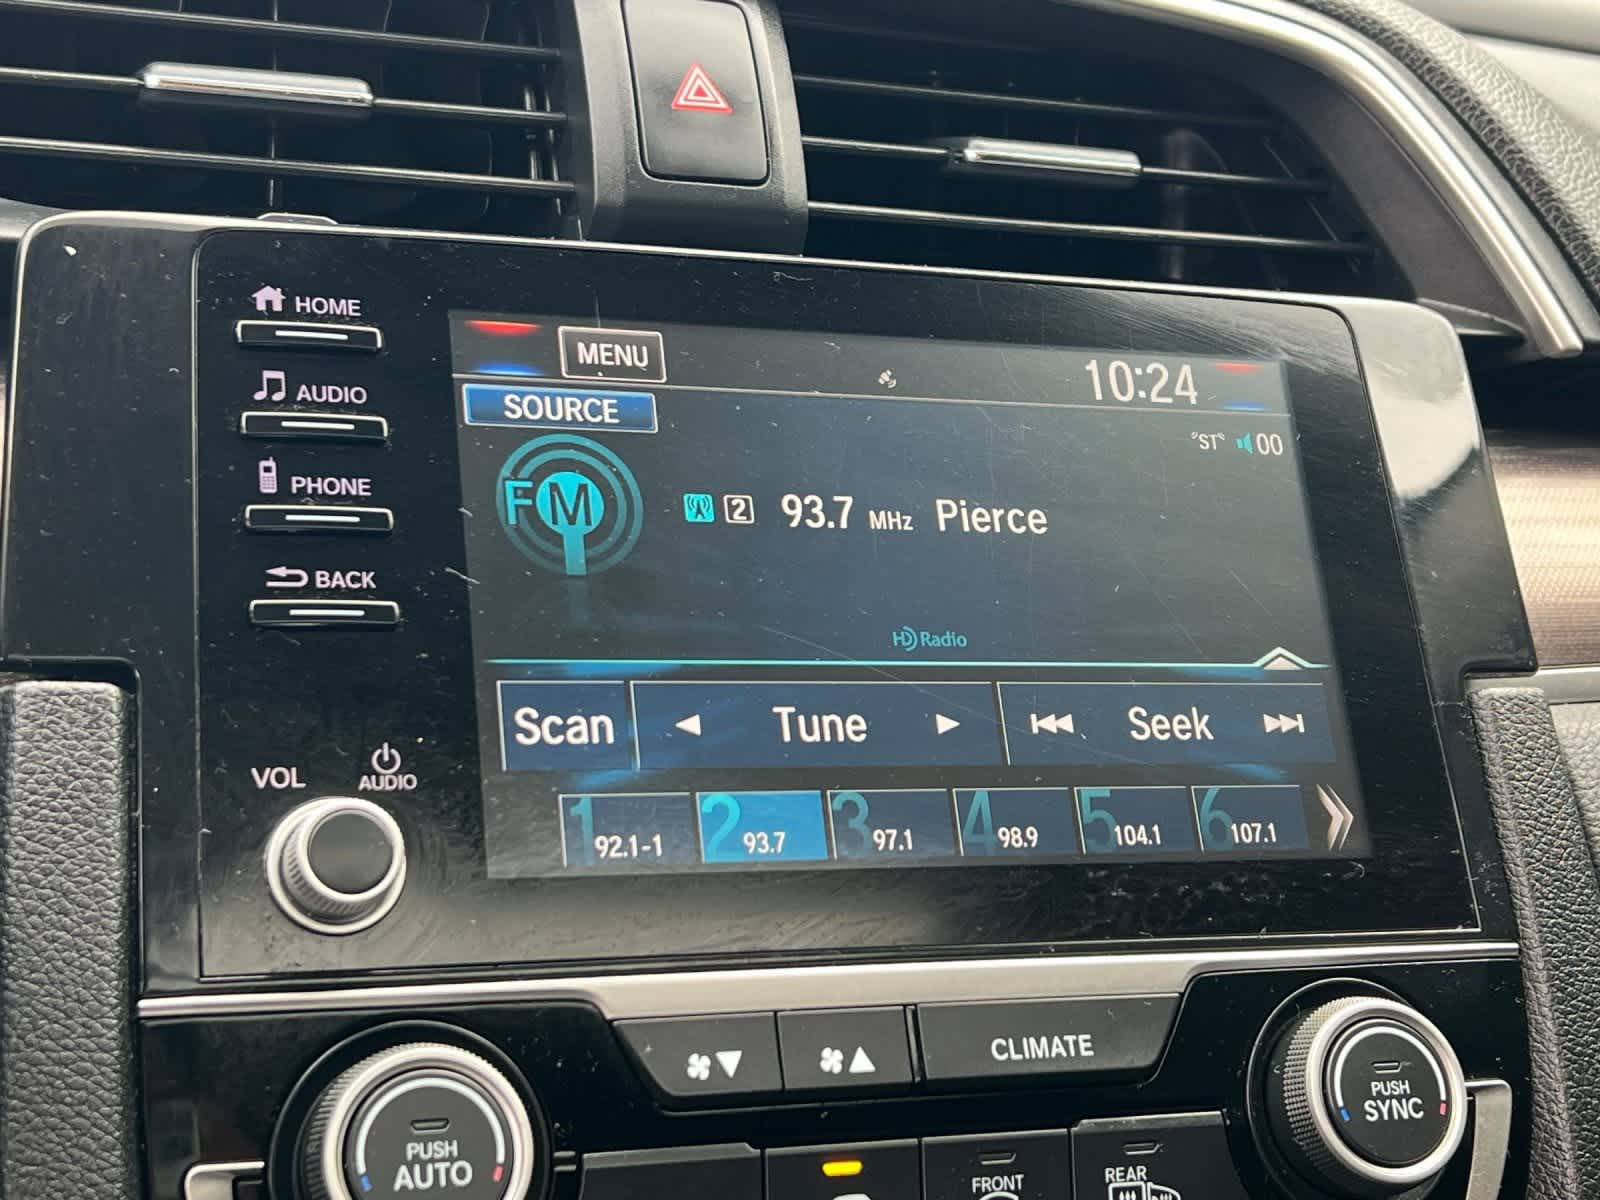 HOME
AUDIO
PHONE
BACK
VOL
AUDIO
MENU
10:24
SOURCE
"ST" 00
FM
2 93.7 MHz Pierce
HD Radio
Scan Tune Seek
1 92.1-1 2 93.7 3 97.1 4 98.9 5 104.1 6 107.1
CLIMATE
PUSH
AUTO
PUSH
SYNC
FRONT
REAR